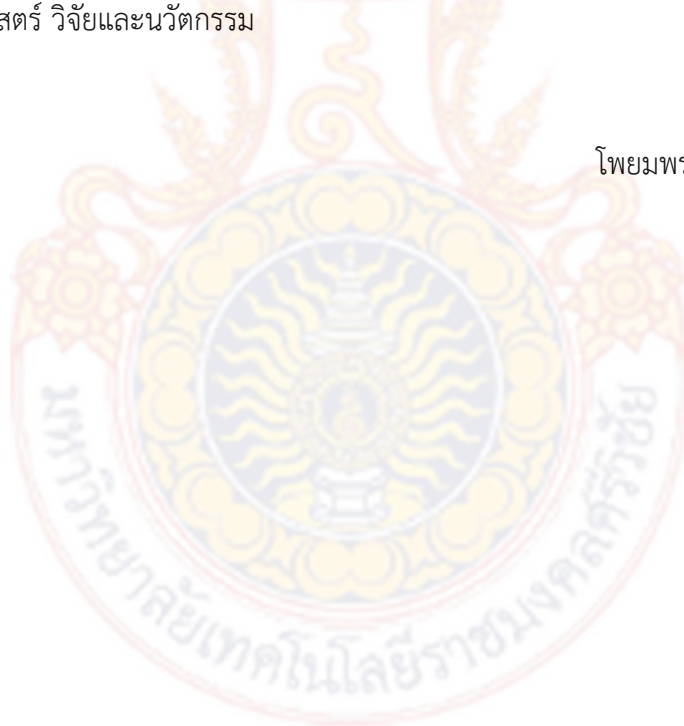 สตร์ วิจัยและนวัตกรรม
โพยมพร
มหาวิทยาลัยเทคโนโลยีราชมงคลศรีวิชัย